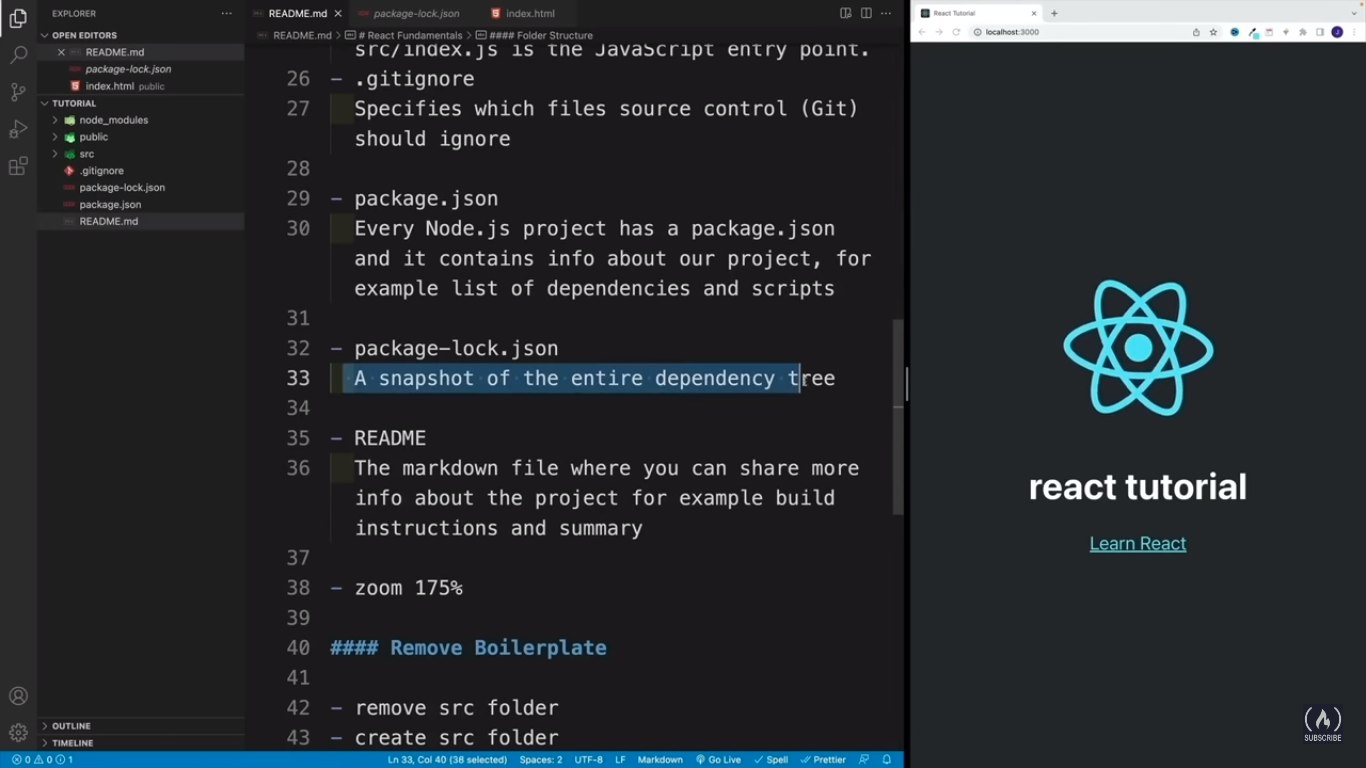 EXPLORER
OPEN EDITORS
README.md
package-lock.json
index.html public
TUTORIAL
node_modules
public
src
.gitignore
package-lock.json
package.json
README.md
OUTLINE
TIMELINE
README.md
package-lock.json
index.html
README.md > # React Fundamentals > #### Folder Structure
src/index.js is the JavaScript entry point.
26 - .gitignore
27 Specifies which files source control (Git)
should ignore
28
29 - package.json
30 Every Node.js project has a package.json
and it contains info about our project, for
example list of dependencies and scripts
31
32 - package-lock.json
33 A snapshot of the entire dependency tree
34
35 - README
36 The markdown file where you can share more
info about the project for example build
instructions and summary
37
38 - zoom 175%
39
40 #### Remove Boilerplate
41
42 - remove src folder
43 - create src folder
0 0 1
Ln 33, Col 40 (38 selected) Spaces: 2 UTF-8 LF Markdown Go Live Spell Prettier
React Tutorial
localhost:3000
J
react tutorial
Learn React
SUBSCRIBE